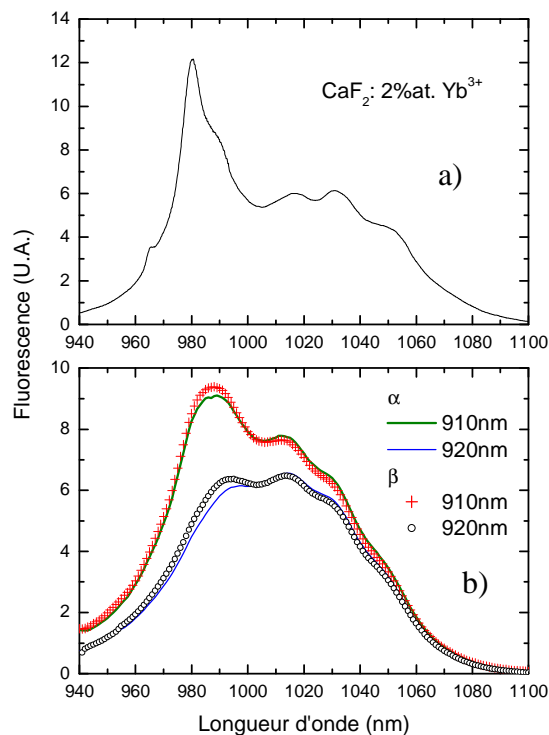 14
12
10
8
6
4
2
0
CaF₂: 2%at. Yb³⁺
a)
940 960 980 1000 1020 1040 1060 1080 1100
Fluorescence (U.A.)
10
8
6
4
2
0
α
910nm
920nm
β
910nm
920nm
b)
940 960 980 1000 1020 1040 1060 1080 1100
Longueur d'onde (nm)